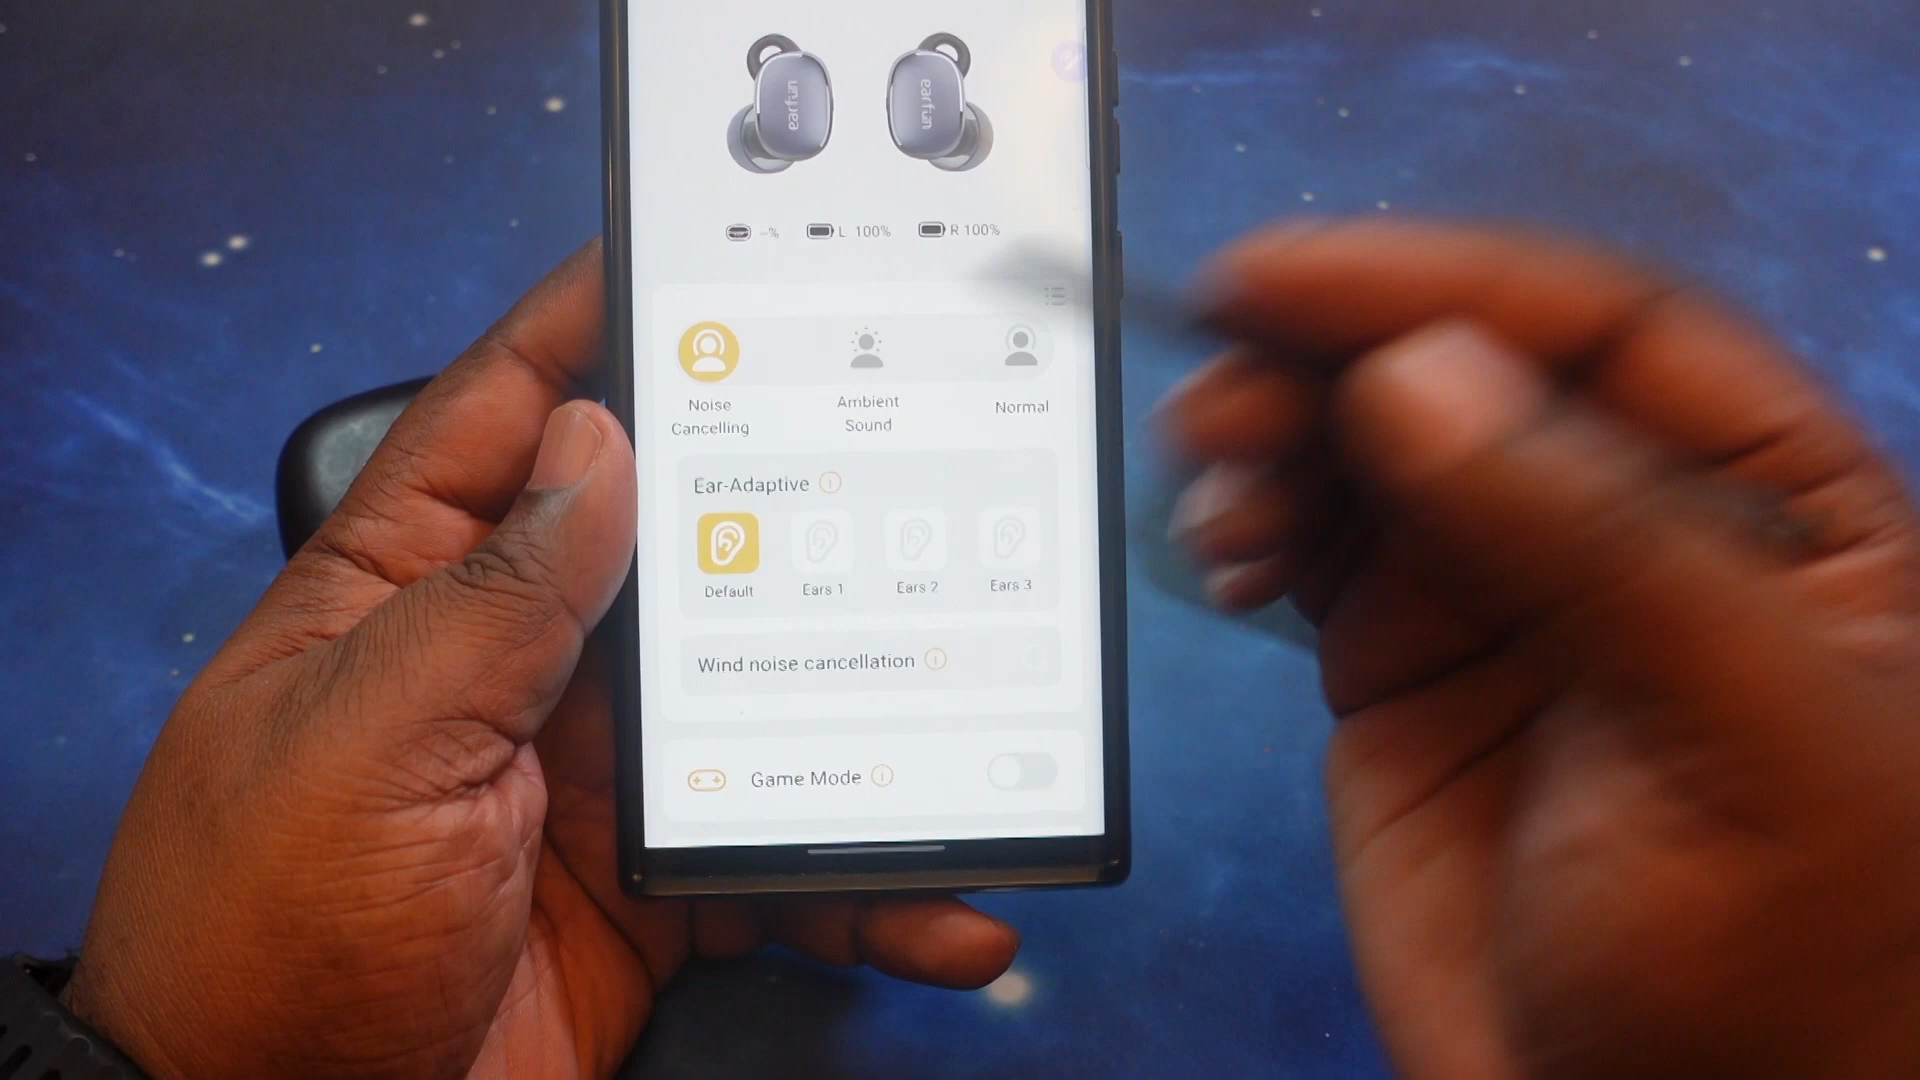 earfun
earfun
--%
L 100%
R 100%
Noise
Cancelling
Ambient
Sound
Normal
Ear-Adaptive
Default
Ears 1
Ears 2
Ears 3
Wind noise cancellation
Game Mode